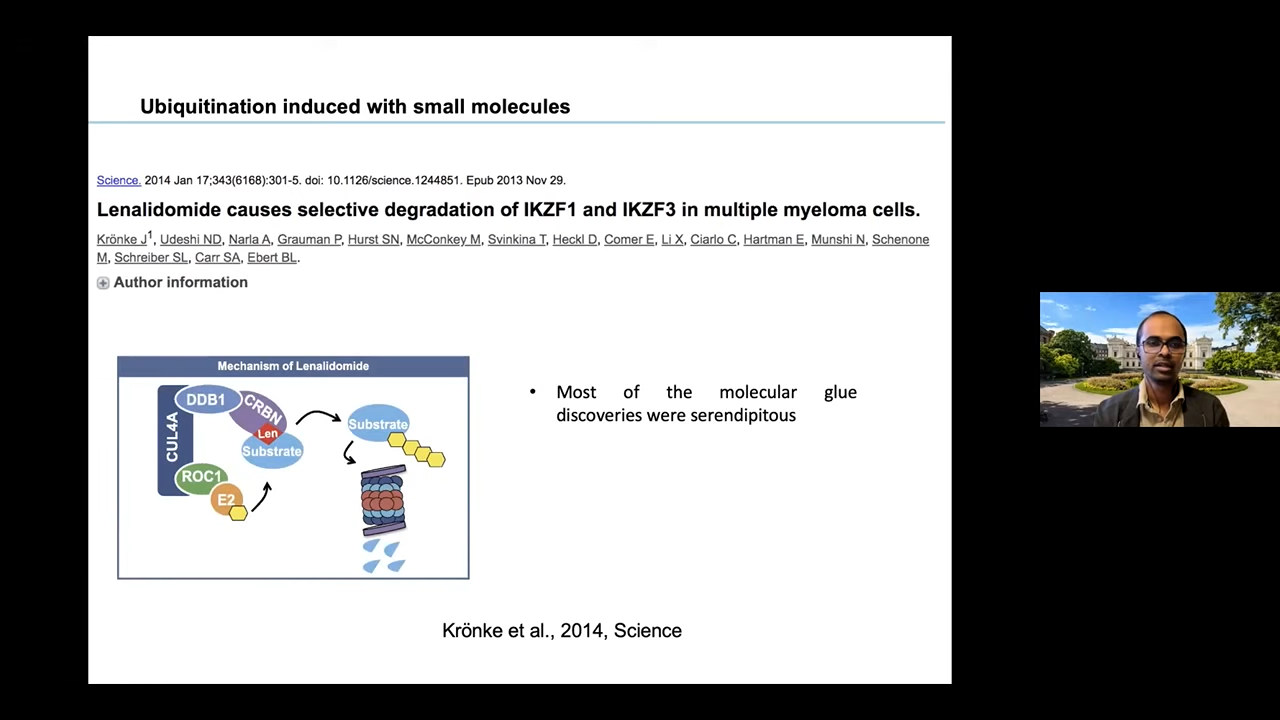 Ubiquitination induced with small molecules
Science. 2014 Jan 17;343(6168):301-5. doi: 10.1126/science.1244851. Epub 2013 Nov 29.
Lenalidomide causes selective degradation of IKZF1 and IKZF3 in multiple myeloma cells.
Krönke J1, Udeshi ND, Narla A, Grauman P, Hurst SN, McConkey M, Svinkina T, Heckl D, Comer E, Li X, Ciarlo C, Hartman E, Munshi N, Schenone
M, Schreiber SL, Carr SA, Ebert BL.
Author information
Mechanism of Lenalidomide
DDB1
CRBN
CUL4A
Len
Substrate
ROC1
E2
Substrate
• Most of the molecular glue
discoveries were serendipitous
Krönke et al., 2014, Science